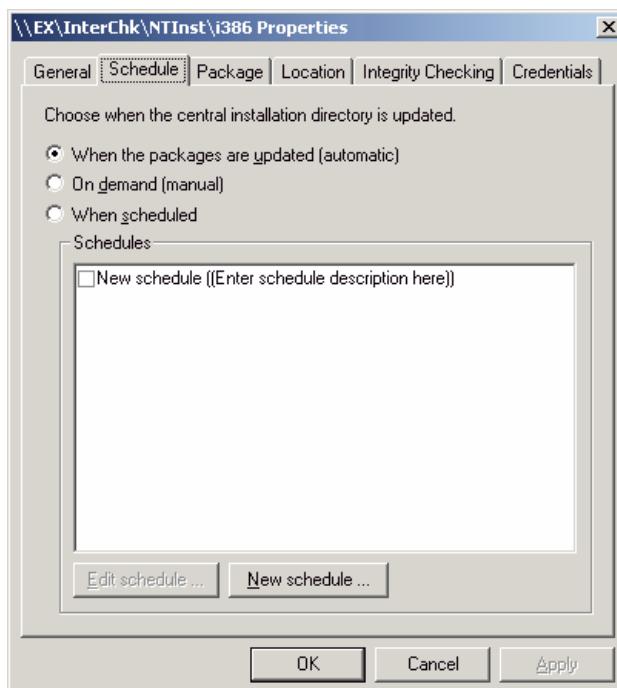 \\EX\InterChk\NTInst\i386 Properties
General Schedule Package Location Integrity Checking Credentials
Choose when the central installation directory is updated.
When the packages are updated (automatic)
On demand (manual)
When scheduled
Schedules
New schedule ((Enter schedule description here))
Edit schedule ... New schedule ...
OK Cancel Apply